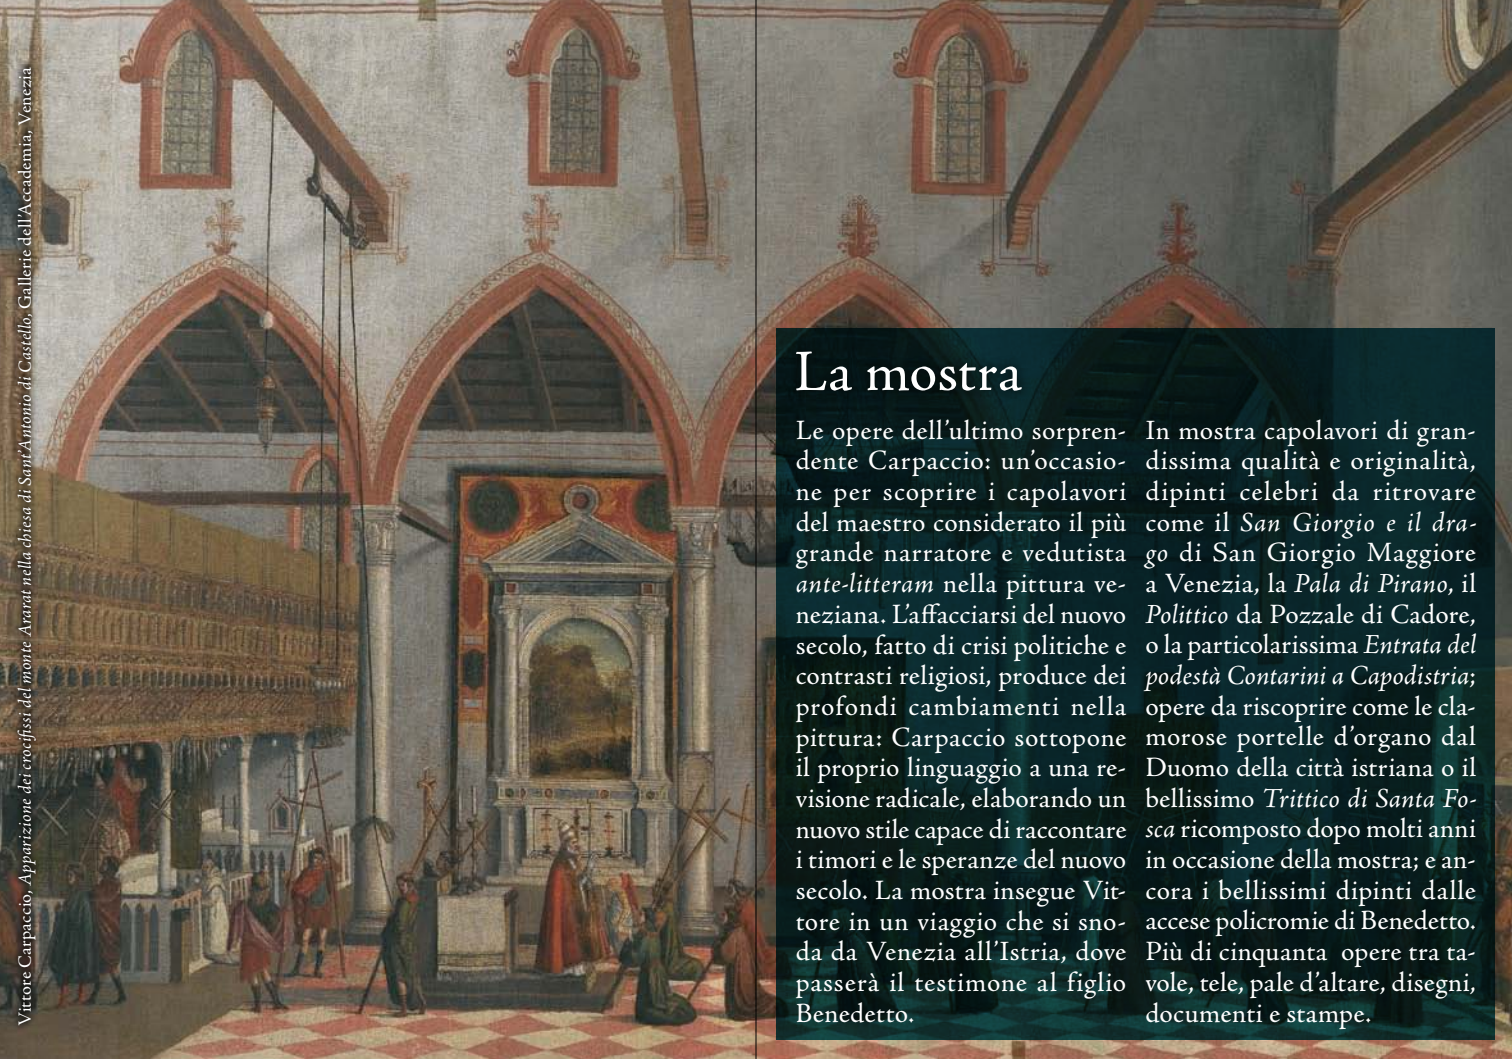 Vittore Carpaccio, Apparizione dei crocifissi del monte Ararat nella chiesa di Sant'Antonio di Castello, Gallerie dell'Accademia, Venezia
La mostra
Le opere dell'ultimo sorpren-
dente Carpaccio: un'occasio-
ne per scoprire i capolavori
del maestro considerato il più
grande narratore e vedutista
ante-litteram nella pittura ve-
neziana. L'affacciarsi del nuovo
secolo, fatto di crisi politiche e
contrasti religiosi, produce dei
profondi cambiamenti nella
pittura: Carpaccio sottopone
il proprio linguaggio a una re-
visione radicale, elaborando un
nuovo stile capace di raccontare
i timori e le speranze del nuovo
secolo. La mostra insegue Vit-
tore in un viaggio che si sno-
da da Venezia all'Istria, dove
passerà il testimone al figlio
Benedetto.
In mostra capolavori di gran-
dissima qualità e originalità,
dipinti celebri da ritrovare
come il San Giorgio e il dra-
go di San Giorgio Maggiore
a Venezia, la Pala di Pirano, il
Polittico da Pozzale di Cadore,
o la particolarissima Entrata del
podestà Contarini a Capodistria;
opere da riscoprire come le cla-
morose portelle d'organo dal
Duomo della città istriana o il
bellissimo Trittico di Santa Fo-
sca ricomposto dopo molti anni
in occasione della mostra; e an-
cora i bellissimi dipinti dalle
accese policromie di Benedetto.
Più di cinquanta opere tra ta-
vole, tele, pale d'altare, disegni,
documenti e stampe.